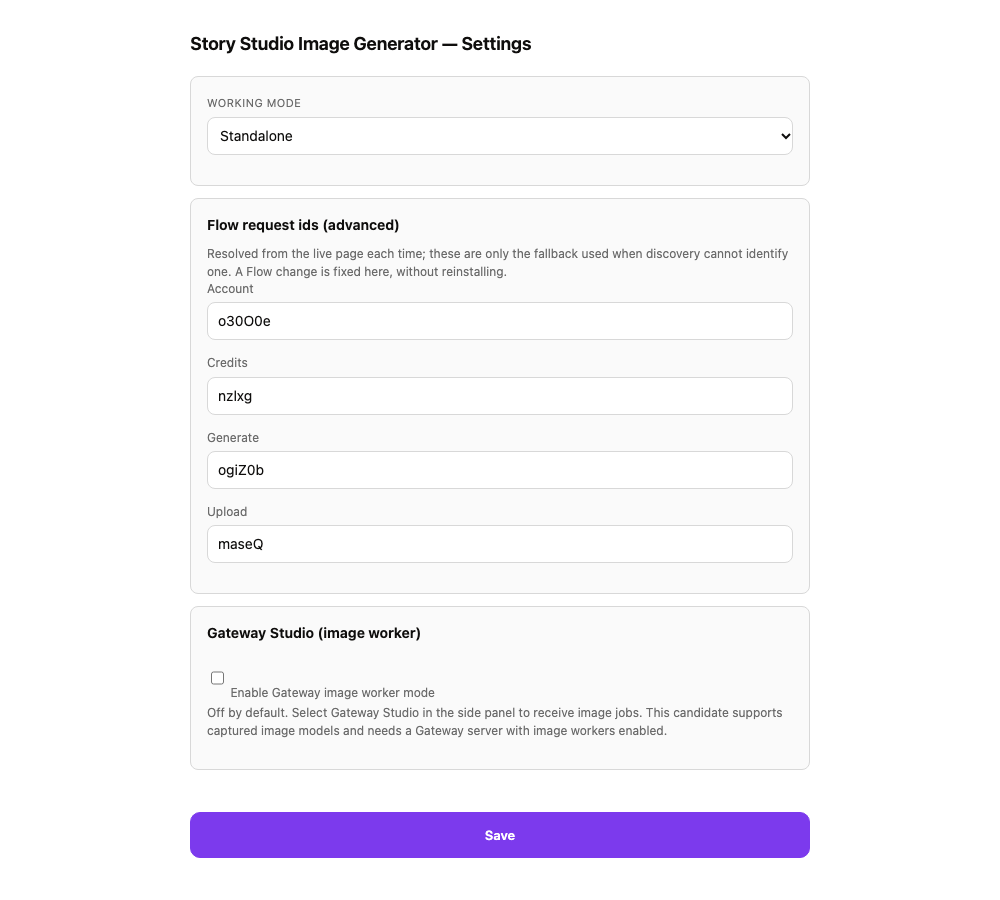 Story Studio Image Generator — Settings
WORKING MODE
Standalone
Flow request ids (advanced)
Resolved from the live page each time; these are only the fallback used when discovery cannot identify
one. A Flow change is fixed here, without reinstalling.
Account
o30O0e
Credits
nzlxg
Generate
ogiZ0b
Upload
maseQ
Gateway Studio (image worker)
Enable Gateway image worker mode
Off by default. Select Gateway Studio in the side panel to receive image jobs. This candidate supports
captured image models and needs a Gateway server with image workers enabled.
Save